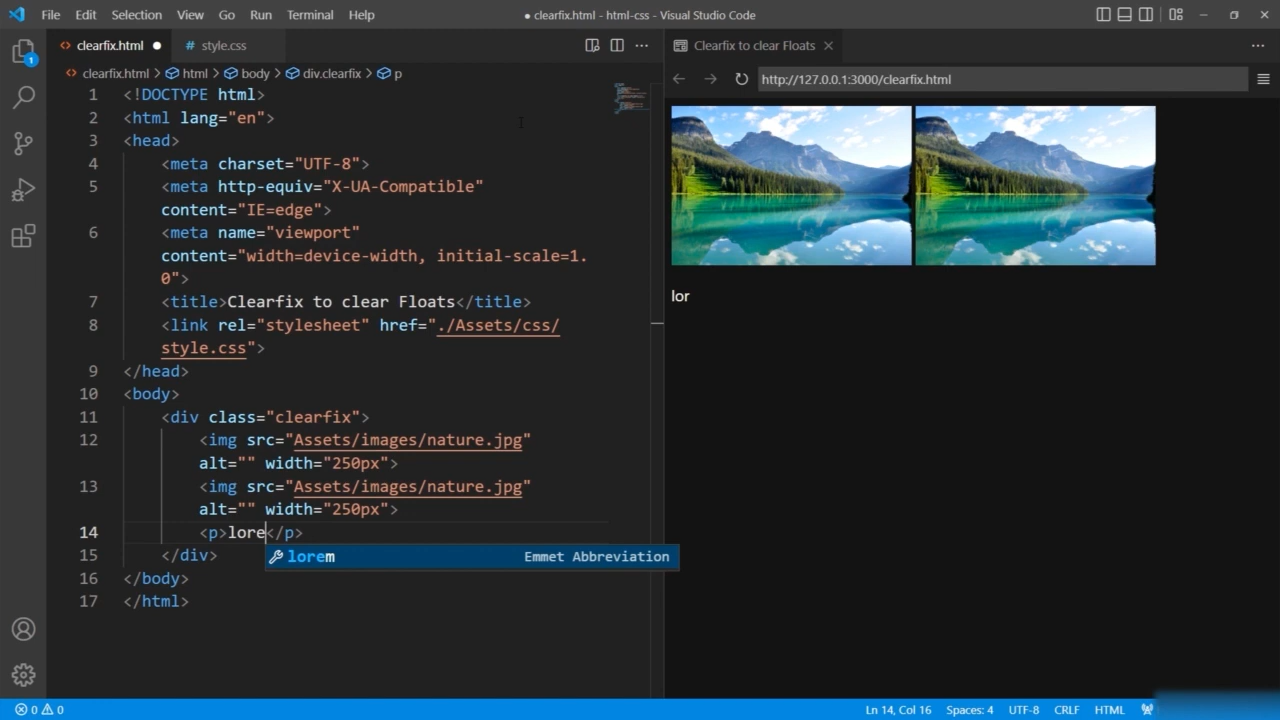 File Edit Selection View Go Run Terminal Help
● clearfix.html - html-css - Visual Studio Code
clearfix.html ●
# style.css
Clearfix to clear Floats
clearfix.html > html > body > div.clearfix > p
http://127.0.0.1:3000/clearfix.html
1 <!DOCTYPE html>
2 <html lang="en">
3 <head>
4 <meta charset="UTF-8">
5 <meta http-equiv="X-UA-Compatible"
content="IE=edge">
6 <meta name="viewport"
content="width=device-width, initial-scale=1.
0">
7 <title>Clearfix to clear Floats</title>
8 <link rel="stylesheet" href="./Assets/css/
style.css">
9 </head>
10 <body>
11 <div class="clearfix">
12 <img src="Assets/images/nature.jpg"
alt="" width="250px">
13 <img src="Assets/images/nature.jpg"
alt="" width="250px">
14 <p>lore</p>
lorem Emmet Abbreviation
15 </div>
16 </body>
17 </html>
lor
1
0 0
Ln 14, Col 16 Spaces: 4 UTF-8 CRLF HTML